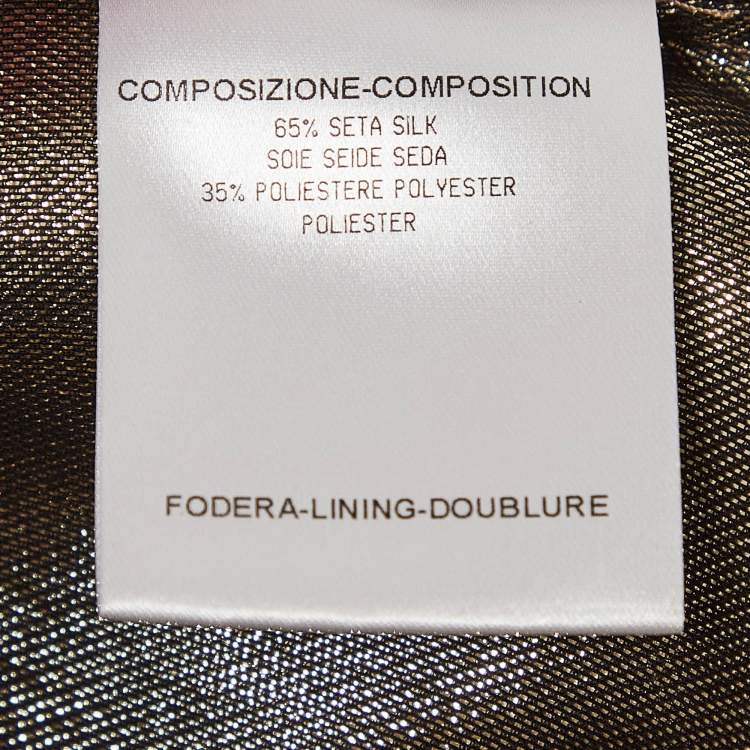 COMPOSIZIONE-COMPOSITION
65% SETA SILK
SOIE SEIDE SEDA
35% POLIESTERE POLYESTER
POLIESTER
FODERA-LINING-DOUBLURE